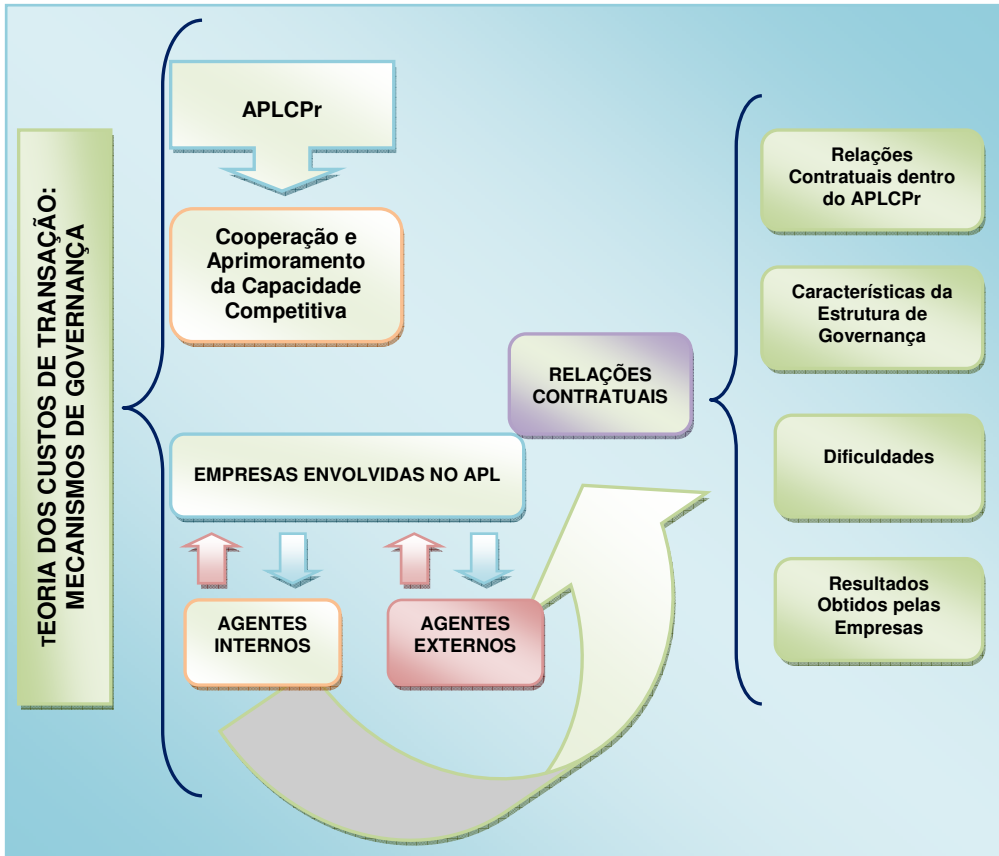 TEORIA DOS CUSTOS DE TRANSAÇÃO:
MECANISMOS DE GOVERNANÇA
APLCPr
Cooperação e
Aprimoramento
da Capacidade
Competitiva
EMPRESAS ENVOLVIDAS NO APL
AGENTES
INTERNOS
AGENTES
EXTERNOS
RELAÇÕES
CONTRATUAIS
Relações
Contratuais dentro
do APLCPr
Características da
Estrutura de
Governança
Dificuldades
Resultados
Obtidos pelas
Empresas